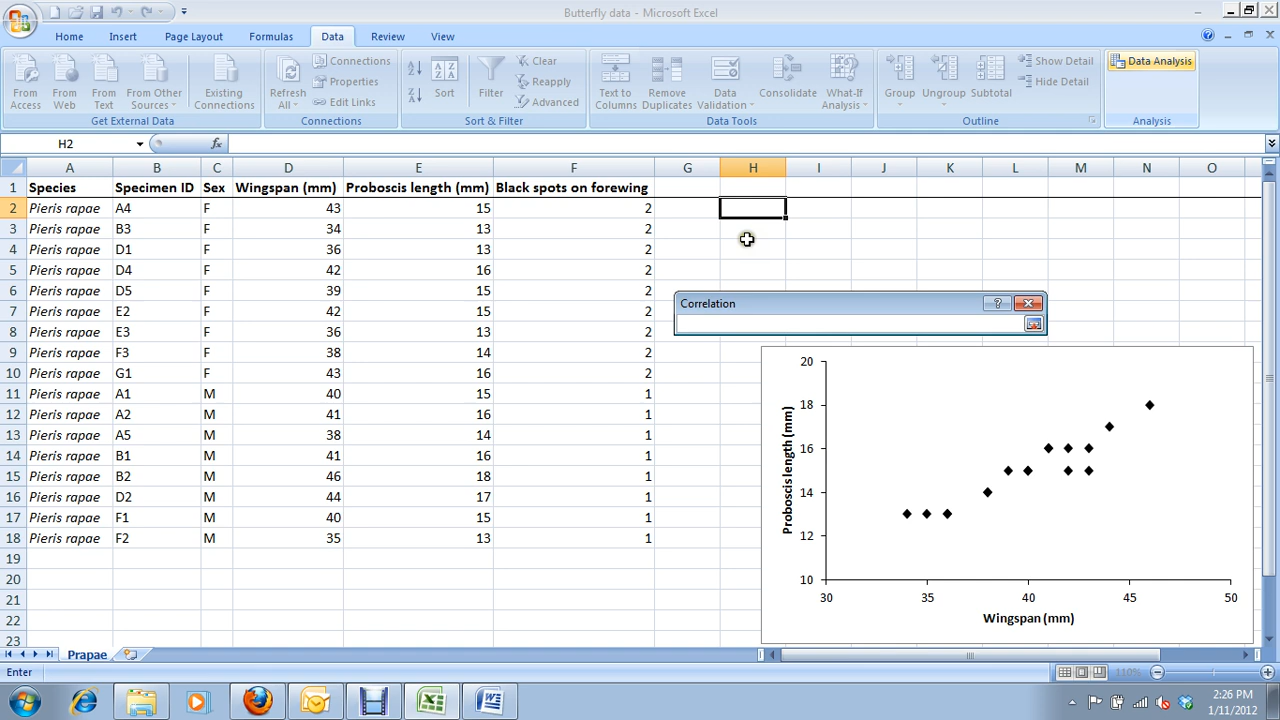 Butterfly data - Microsoft Excel
Home Insert Page Layout Formulas Data Review View
From Access
From Web
From Text
From Other Sources
Existing Connections
Get External Data
Refresh All
Connections
Properties
Edit Links
Connections
Sort
Filter
Clear
Reapply
Advanced
Sort & Filter
Text to Columns
Remove Duplicates
Data Validation
Consolidate
What-If Analysis
Data Tools
Group
Ungroup
Subtotal
Show Detail
Hide Detail
Outline
Data Analysis
Analysis
H2 fx
A B C D E F G H I J K L M N O
1 Species Specimen ID Sex Wingspan (mm) Proboscis length (mm) Black spots on forewing
2 Pieris rapae A4 F 43 15 2
3 Pieris rapae B3 F 34 13 2
4 Pieris rapae D1 F 36 13 2
5 Pieris rapae D4 F 42 16 2
6 Pieris rapae D5 F 39 15 2
7 Pieris rapae E2 F 42 15 2
8 Pieris rapae E3 F 36 13 2
9 Pieris rapae F3 F 38 14 2
10 Pieris rapae G1 F 43 16 2
11 Pieris rapae A1 M 40 15 1
12 Pieris rapae A2 M 41 16 1
13 Pieris rapae A5 M 38 14 1
14 Pieris rapae B1 M 41 16 1
15 Pieris rapae B2 M 46 18 1
16 Pieris rapae D2 M 44 17 1
17 Pieris rapae F1 M 40 15 1
18 Pieris rapae F2 M 35 13 1
19
20
21
22
23
Correlation ?
20
18
16
14
12
10
30 35 40 45 50
Proboscis length (mm)
Wingspan (mm)
Prapae
Enter 110%
2:26 PM
1/11/2012